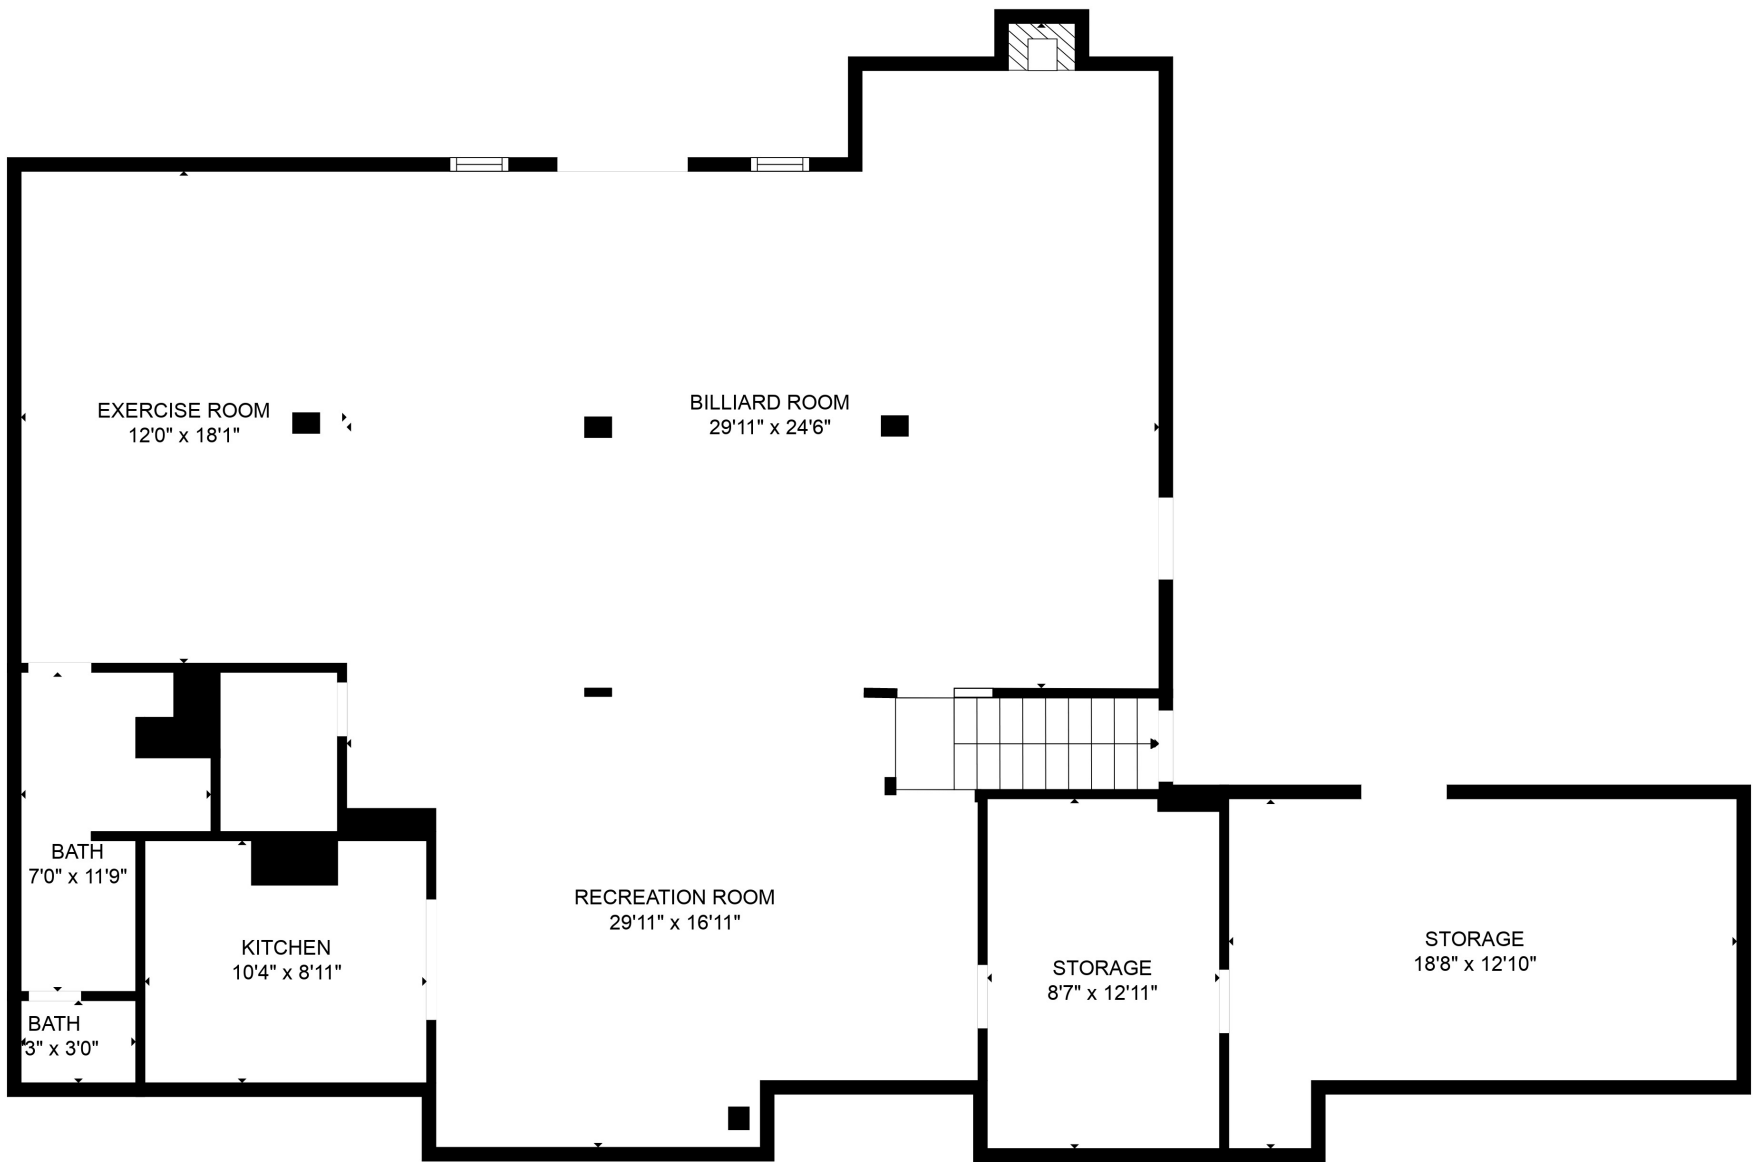 EXERCISE ROOM
12'0" x 18'1"
BILLIARD ROOM
29'11" x 24'6"
BATH
7'0" x 11'9"
RECREATION ROOM
29'11" x 16'11"
KITCHEN
10'4" x 8'11"
STORAGE
8'7" x 12'11"
STORAGE
18'8" x 12'10"
BATH
3" x 3'0"